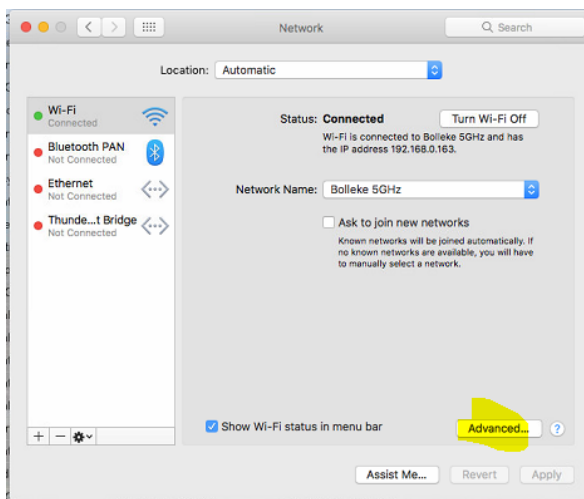 Network
Search
Location: Automatic
Wi-Fi
Connected
Bluetooth PAN
Not Connected
Ethernet
Not Connected
Thunde...t Bridge
Not Connected
Status: Connected
Turn Wi-Fi Off
Wi-Fi is connected to Bolleke 5GHz and has
the IP address 192.168.0.163.
Network Name: Bolleke 5GHz
Ask to join new networks
Known networks will be joined automatically. If
no known networks are available, you will have
to manually select a network.
Show Wi-Fi status in menu bar
Advanced...
?
Assist Me...
Revert
Apply